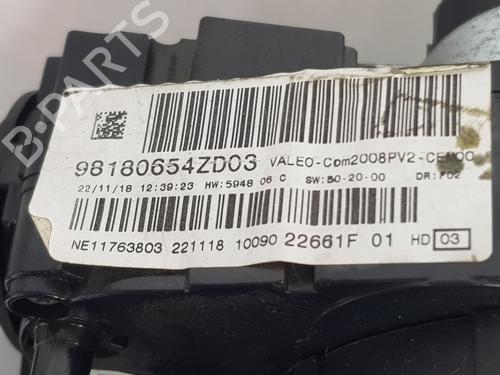 98180654ZD03 VALEO-Com2008PV2-CEM00
22/11/18 12:39:23 HW:5948 06 C SW:50-20-00 DR:F02
NE11763803 221118 10090 22661F 01 HD 03
B-PARTS